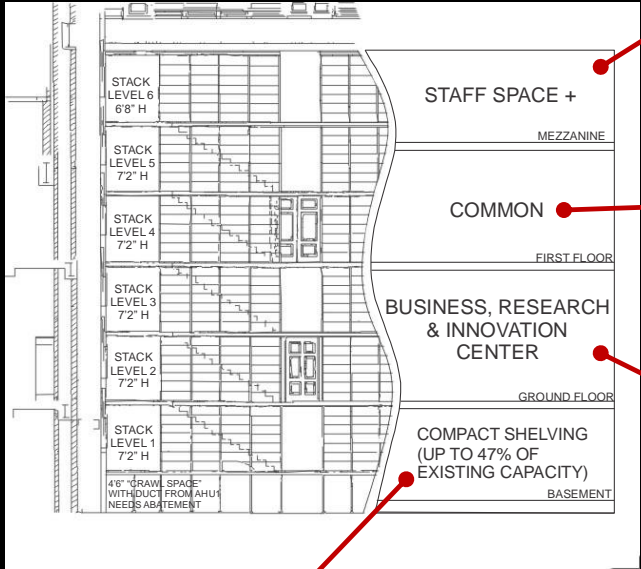 STACK
LEVEL 6
6'8" H
STACK
LEVEL 5
7'2" H
STACK
LEVEL 4
7'2" H
STACK
LEVEL 3
7'2" H
STACK
LEVEL 2
7'2" H
STACK
LEVEL 1
7'2" H
4'6" "CRAWL SPACE"
WITH DUCT FROM AHU1
NEEDS ABATEMENT
STAFF SPACE +
MEZZANINE
COMMON
FIRST FLOOR
BUSINESS, RESEARCH
& INNOVATION
CENTER
GROUND FLOOR
COMPACT SHELVING
(UP TO 47% OF
EXISTING CAPACITY)
BASEMENT